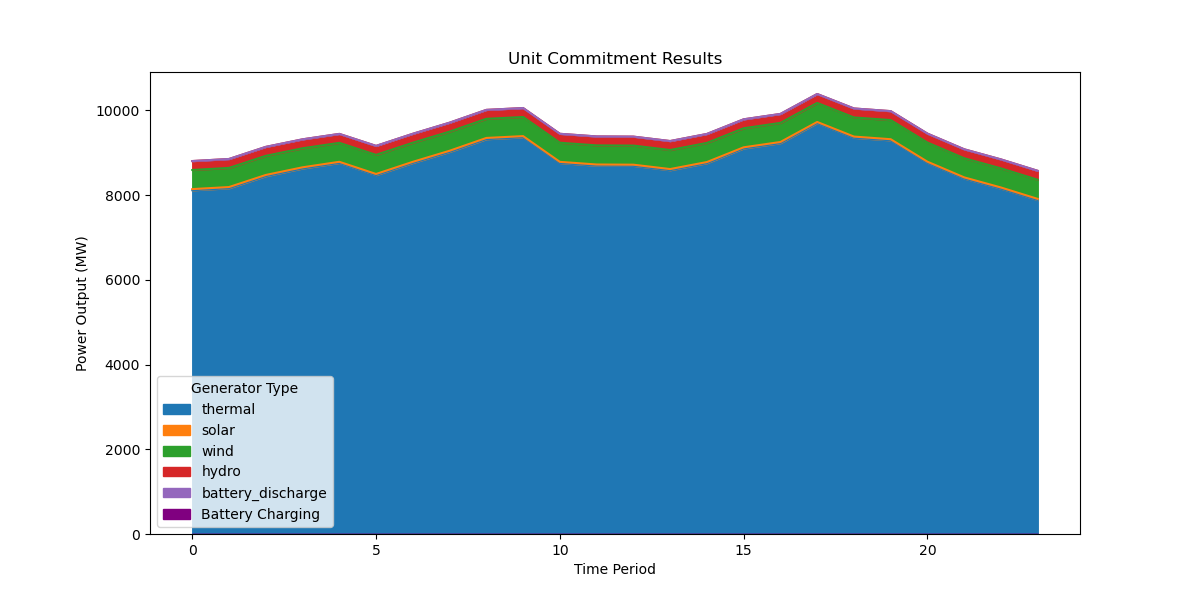 Unit Commitment Results
Power Output (MW)
10000
8000
6000
4000
2000
0
Generator Type
thermal
solar
wind
hydro
battery_discharge
Battery Charging
0 5 10 15 20
Time Period